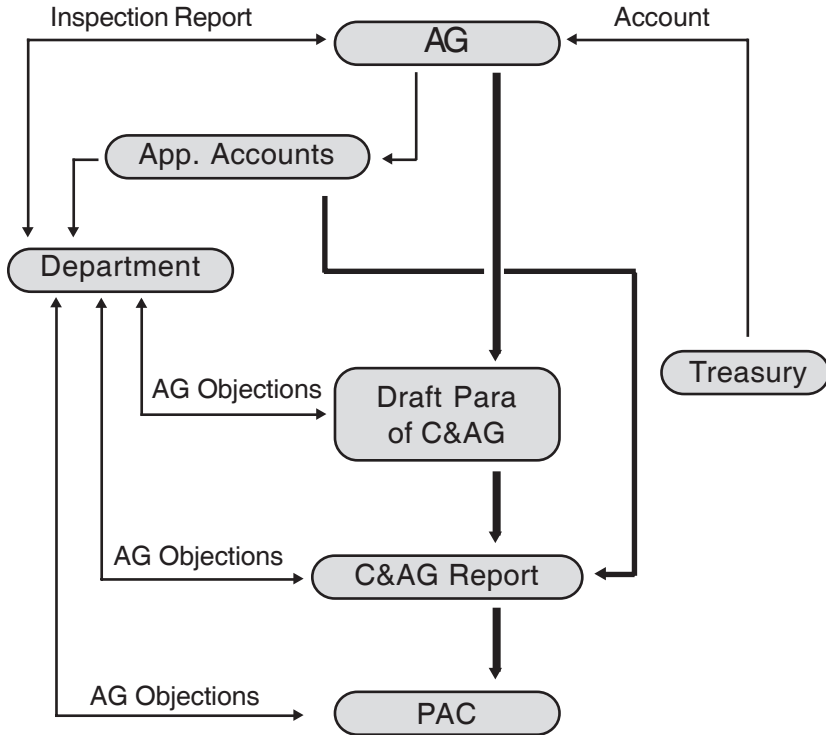 Inspection Report
Account
AG
App. Accounts
Department
AG Objections
Draft Para
of C&AG
Treasury
AG Objections
C&AG Report
AG Objections
PAC